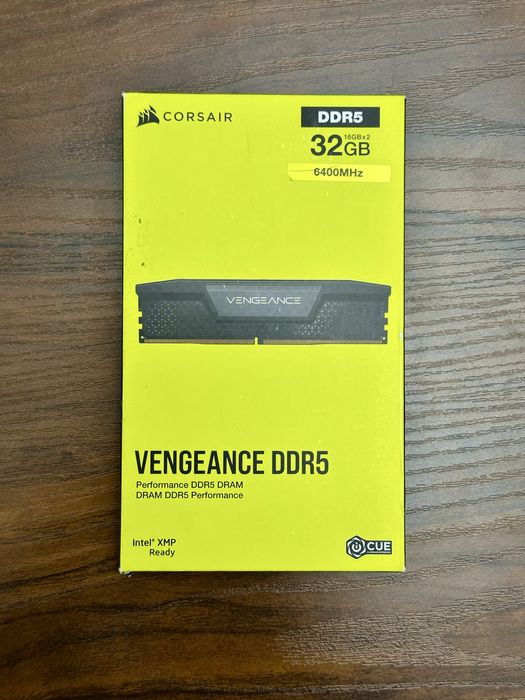 CORSAIR
DDR5
32GB 16GBx2
6400MHz
VENGEANCE
VENGEANCE DDR5
Performance DDR5 DRAM
DRAM DDR5 Performance
Intel® XMP
Ready
CUE